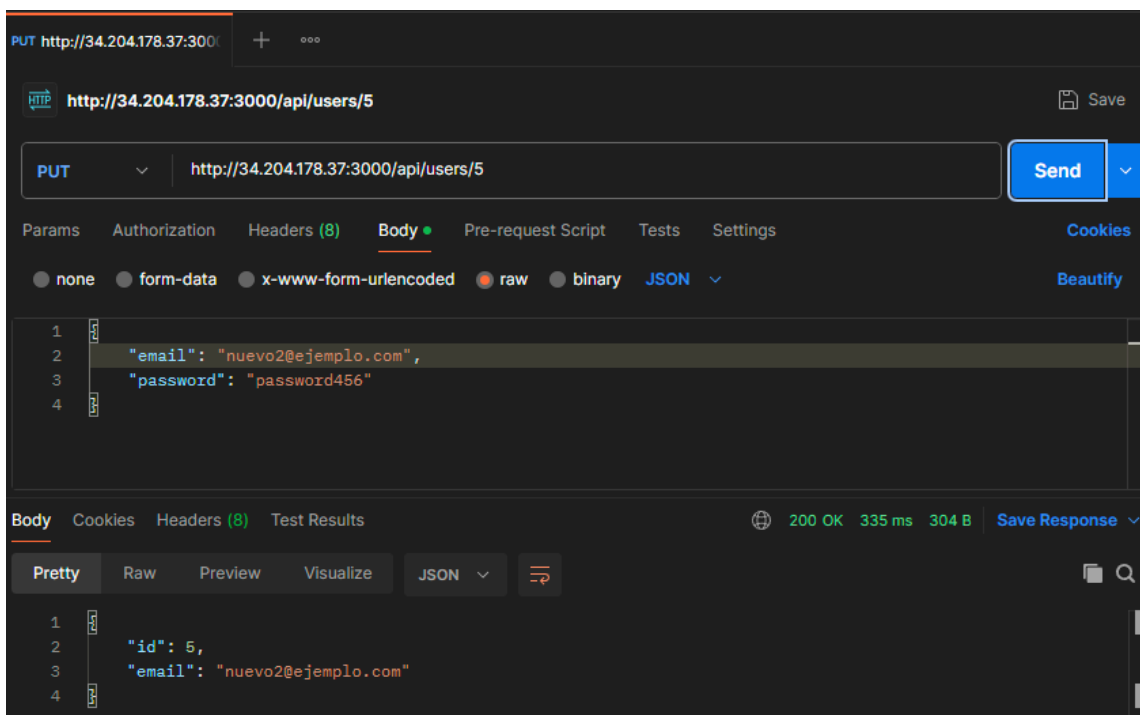 PUT http://34.204.178.37:300
HTTP http://34.204.178.37:3000/api/users/5 Save
PUT http://34.204.178.37:3000/api/users/5 Send
Params Authorization Headers (8) Body Pre-request Script Tests Settings Cookies
none form-data x-www-form-urlencoded raw binary JSON Beautify
1 {
2 "email": "nuevo2@ejemplo.com",
3 "password": "password456"
4 }
Body Cookies Headers (8) Test Results 200 OK 335 ms 304 B Save Response
Pretty Raw Preview Visualize JSON
1 {
2 "id": 5,
3 "email": "nuevo2@ejemplo.com"
4 }